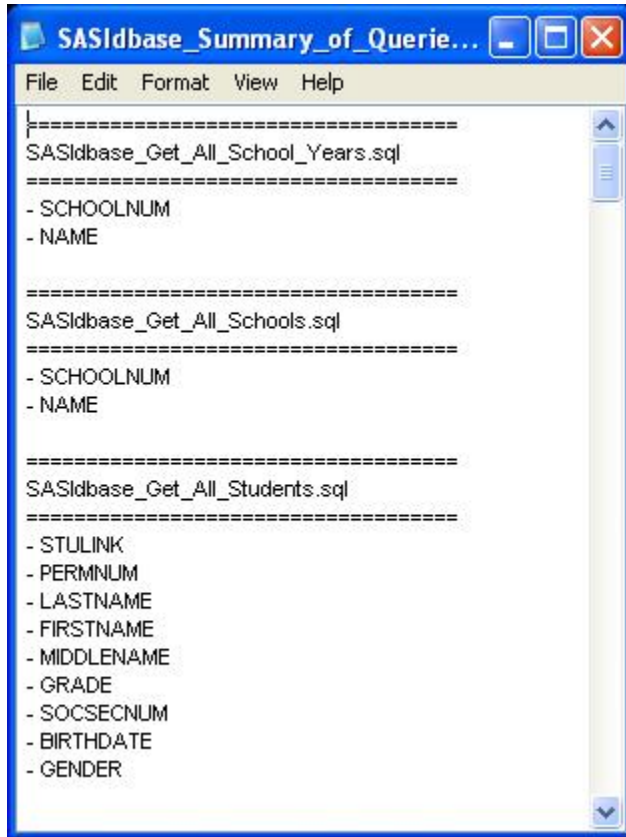 SASIdbase_Summary_of_Querie...
File Edit Format View Help
====================================
SASIdbase_Get_All_School_Years.sql
====================================
- SCHOOLNUM
- NAME
====================================
SASIdbase_Get_All_Schools.sql
====================================
- SCHOOLNUM
- NAME
====================================
SASIdbase_Get_All_Students.sql
====================================
- STULINK
- PERMNUM
- LASTNAME
- FIRSTNAME
- MIDDLENAME
- GRADE
- SOCSECNUM
- BIRTHDATE
- GENDER